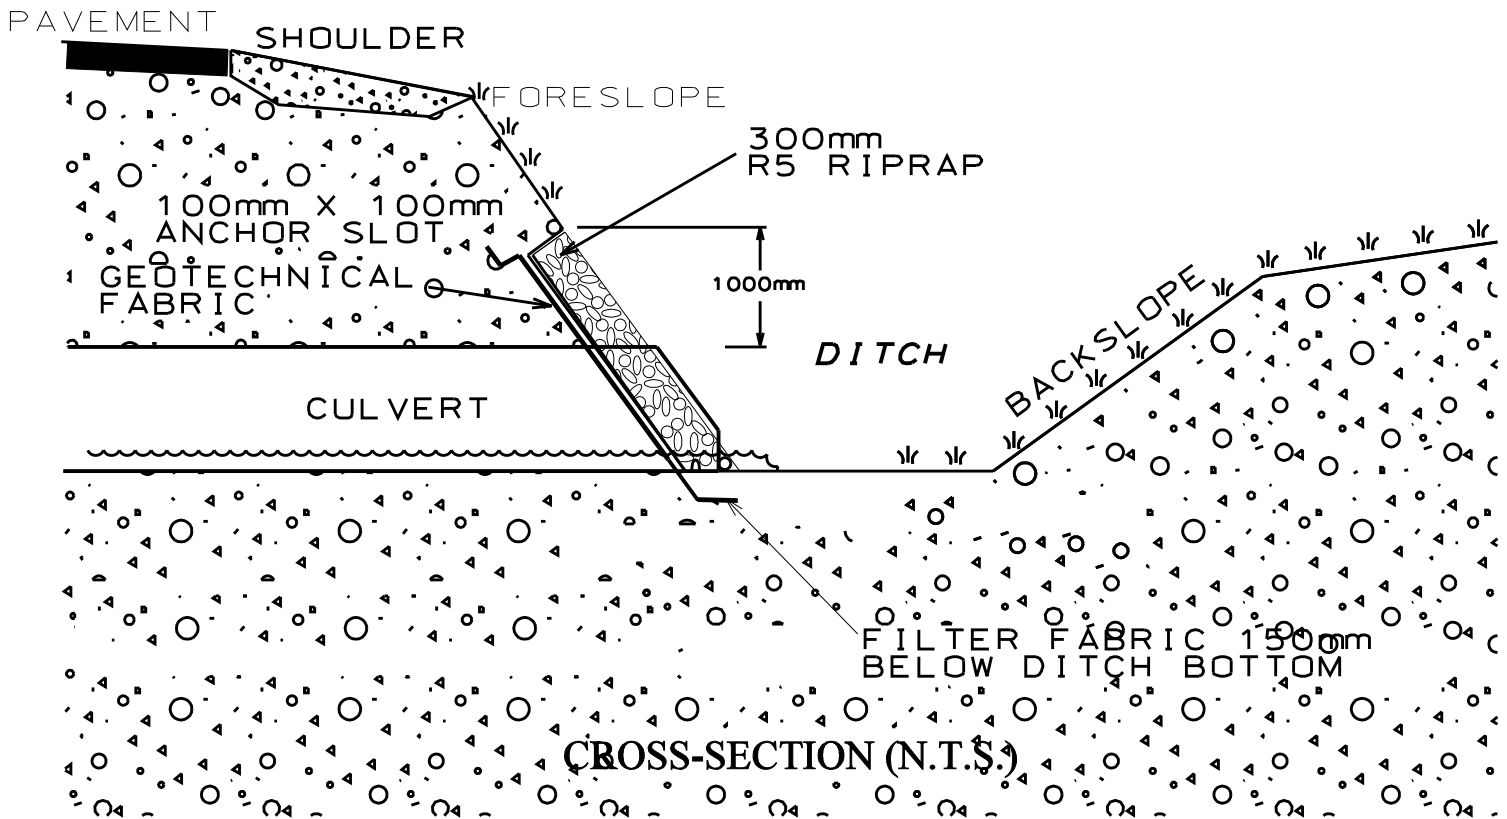 PAVEMENT
SHOULDER
FORESLOPE
300mm
R5 RIPRAP
100mm X 100mm
ANCHOR SLOT
GEOTECHNICAL
FABRIC
1000mm
DITCH
BACKSLOPE
CULVERT
FILTER FABRIC 150mm
BELOW DITCH BOTTOM
CROSS-SECTION (N.T.S.)